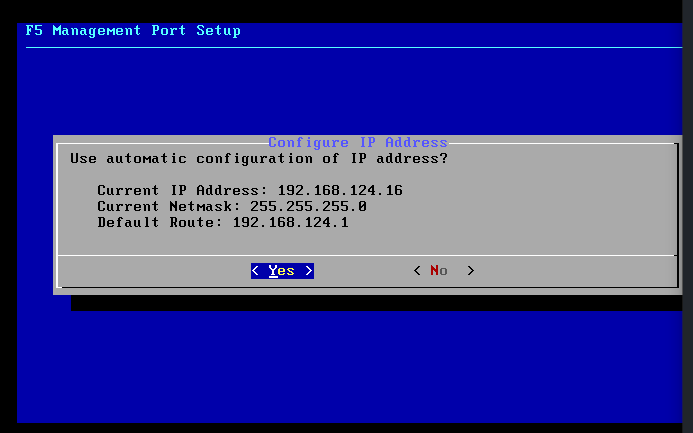 F5 Management Port Setup
Configure IP Address
Use automatic configuration of IP address?
Current IP Address: 192.168.124.16
Current Netmask: 255.255.255.0
Default Route: 192.168.124.1
< Yes > < No >